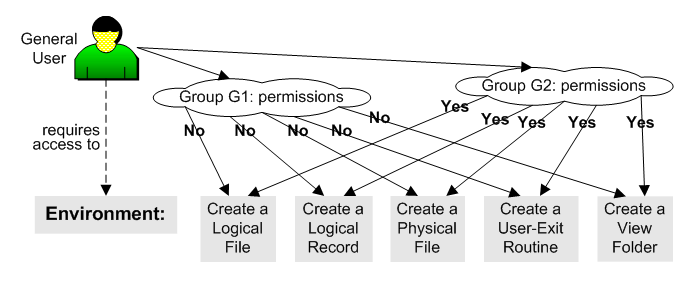 General
User
Group G1: permissions
Group G2: permissions
No
No
No
No
No
Yes
Yes
Yes
Yes
Yes
requires
access to
Environment:
Create a
Logical
File
Create a
Logical
Record
Create a
Physical
File
Create a
User-Exit
Routine
Create a
View
Folder